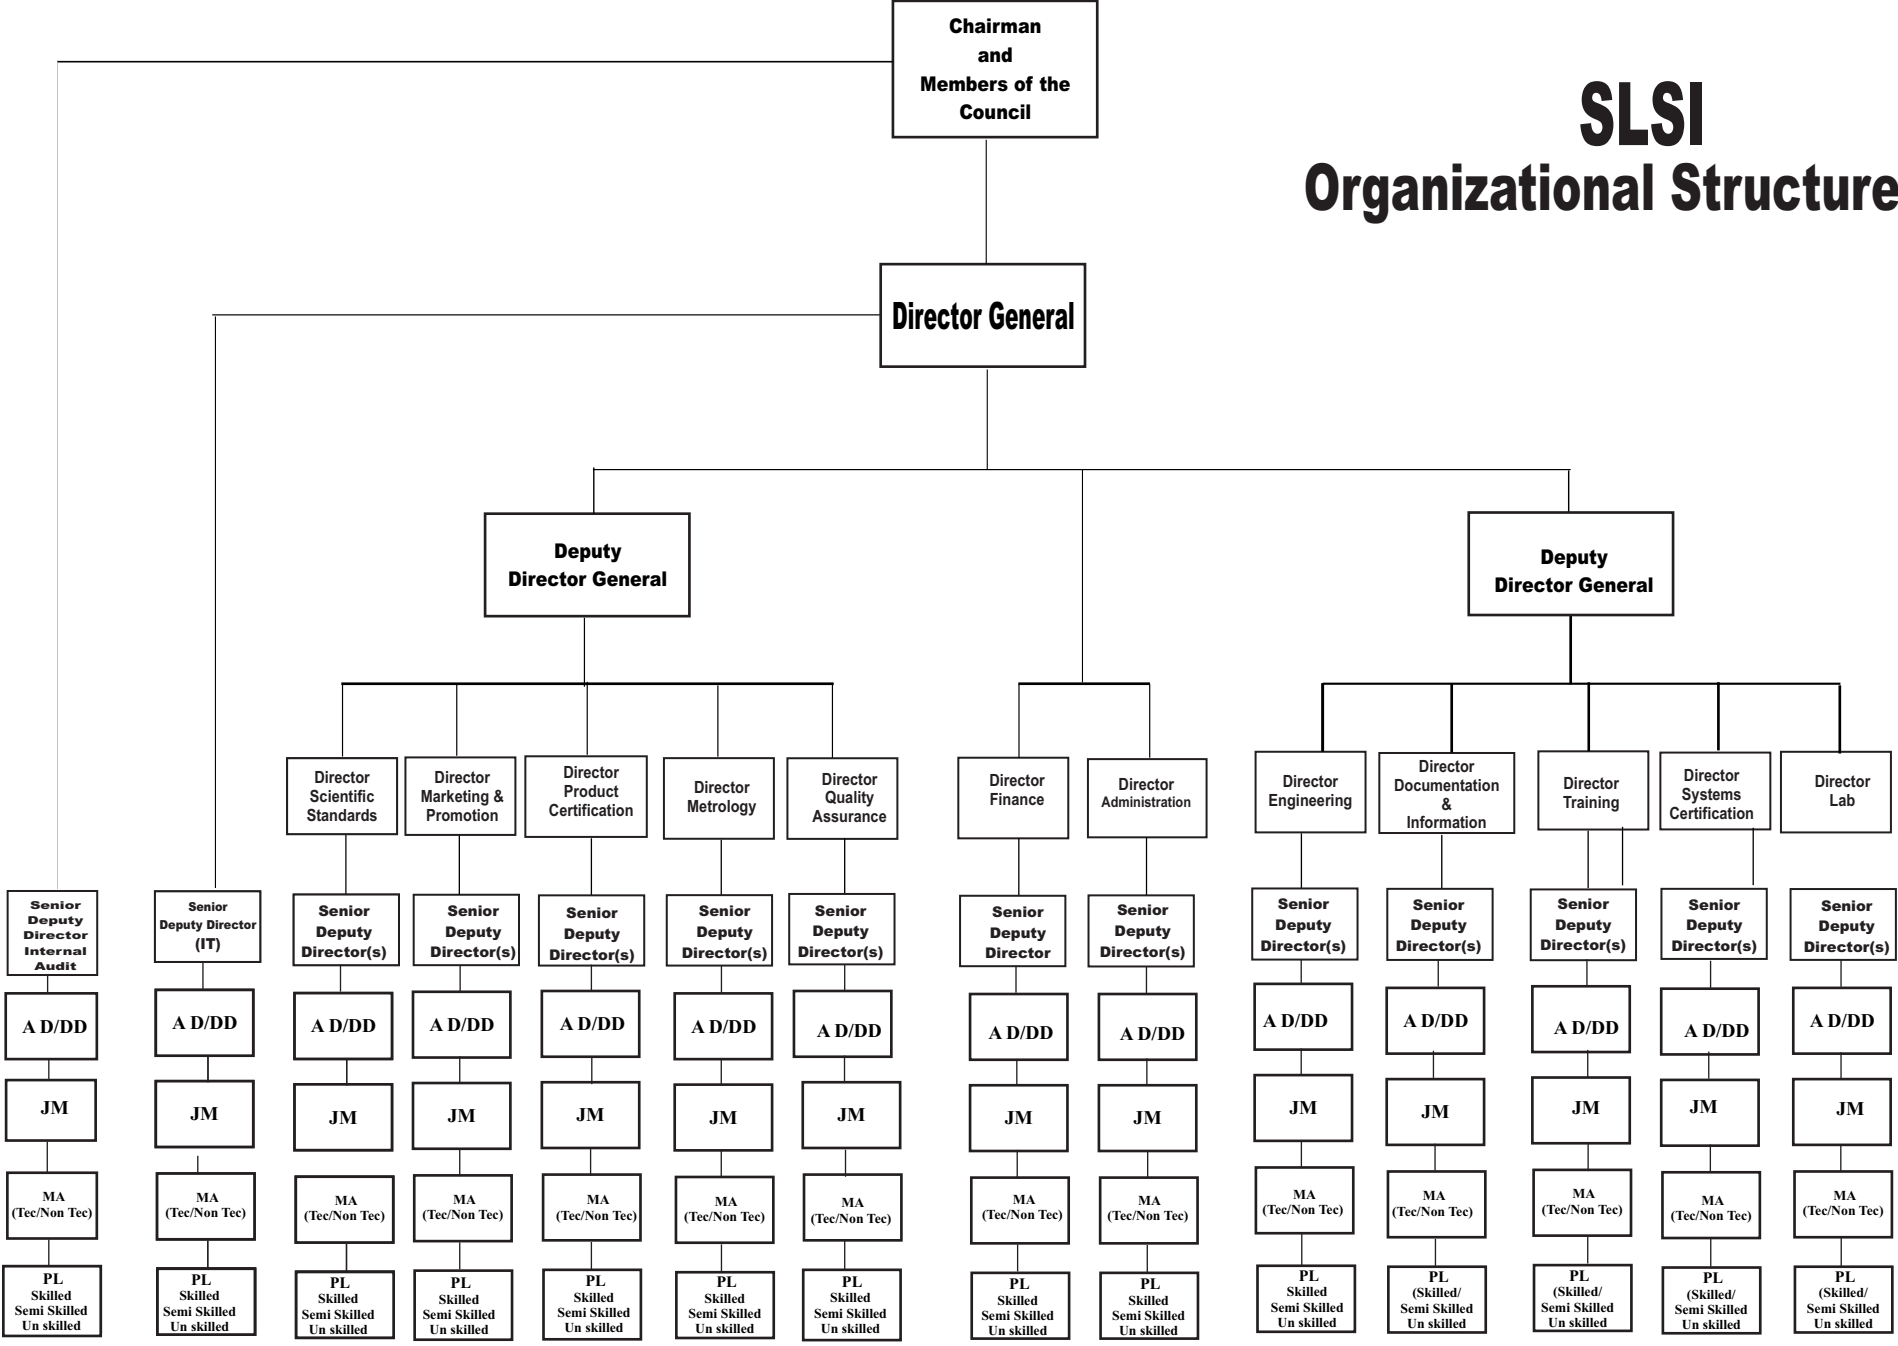 Chairman
and
Members of the
Council
SLSI
Organizational Structure
Director General
Deputy
Director General
Deputy
Director General
Director
Scientific
Standards
Director
Marketing &
Promotion
Director
Product
Certification
Director
Metrology
Director
Quality
Assurance
Director
Finance
Director
Administration
Director
Engineering
Director
Documentation
&
Information
Director
Training
Director
Systems
Certification
Director
Lab
Senior
Deputy
Director
Internal
Audit
Senior
Deputy Director
(IT)
Senior
Deputy
Director(s)
Senior
Deputy
Director(s)
Senior
Deputy
Director(s)
Senior
Deputy
Director(s)
Senior
Deputy
Director(s)
Senior
Deputy
Director
Senior
Deputy
Director(s)
Senior
Deputy
Director(s)
Senior
Deputy
Director(s)
Senior
Deputy
Director(s)
Senior
Deputy
Director(s)
Senior
Deputy
Director(s)
A D/DD
A D/DD
A D/DD
A D/DD
A D/DD
A D/DD
A D/DD
A D/DD
A D/DD
A D/DD
A D/DD
A D/DD
A D/DD
A D/DD
JM
JM
JM
JM
JM
JM
JM
JM
JM
JM
JM
JM
JM
JM
MA
(Tec/Non Tec)
MA
(Tec/Non Tec)
MA
(Tec/Non Tec)
MA
(Tec/Non Tec)
MA
(Tec/Non Tec)
MA
(Tec/Non Tec)
MA
(Tec/Non Tec)
MA
(Tec/Non Tec)
MA
(Tec/Non Tec)
MA
(Tec/Non Tec)
MA
(Tec/Non Tec)
MA
(Tec/Non Tec)
MA
(Tec/Non Tec)
MA
(Tec/Non Tec)
PL
Skilled
Semi Skilled
Un skilled
PL
Skilled
Semi Skilled
Un skilled
PL
Skilled
Semi Skilled
Un skilled
PL
Skilled
Semi Skilled
Un skilled
PL
Skilled
Semi Skilled
Un skilled
PL
Skilled
Semi Skilled
Un skilled
PL
Skilled
Semi Skilled
Un skilled
PL
Skilled
Semi Skilled
Un skilled
PL
Skilled
Semi Skilled
Un skilled
PL
Skilled
Semi Skilled
Un skilled
PL
(Skilled/
Semi Skilled
Un skilled
PL
(Skilled/
Semi Skilled
Un skilled
PL
(Skilled/
Semi Skilled
Un skilled
PL
(Skilled/
Semi Skilled
Un skilled